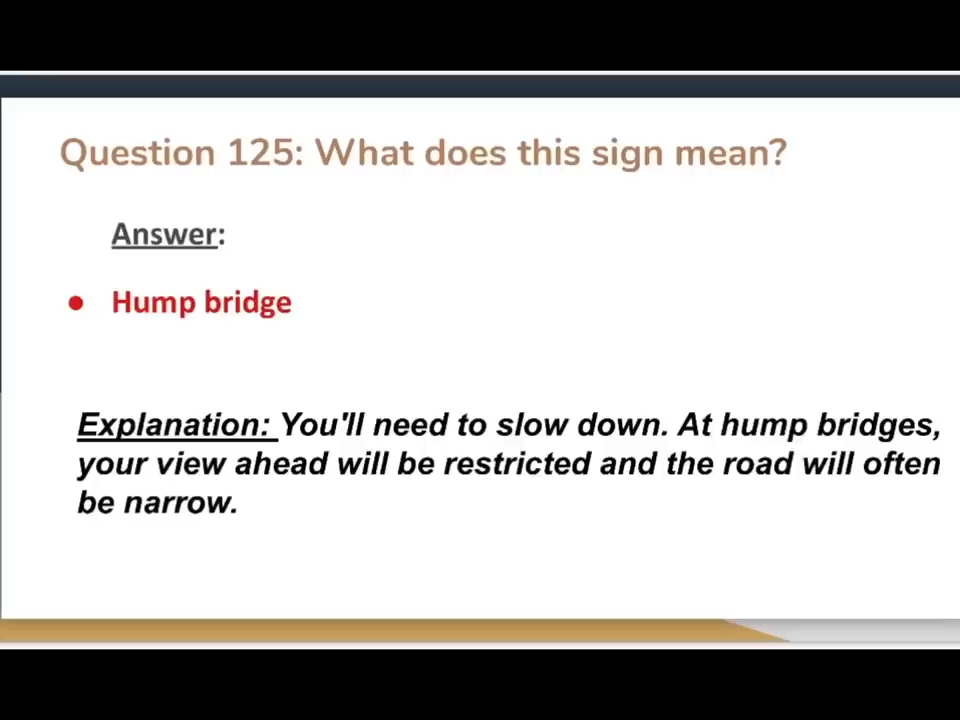 Question 125: What does this sign mean?
Answer:
● Hump bridge
Explanation: You'll need to slow down. At hump bridges,
your view ahead will be restricted and the road will often
be narrow.